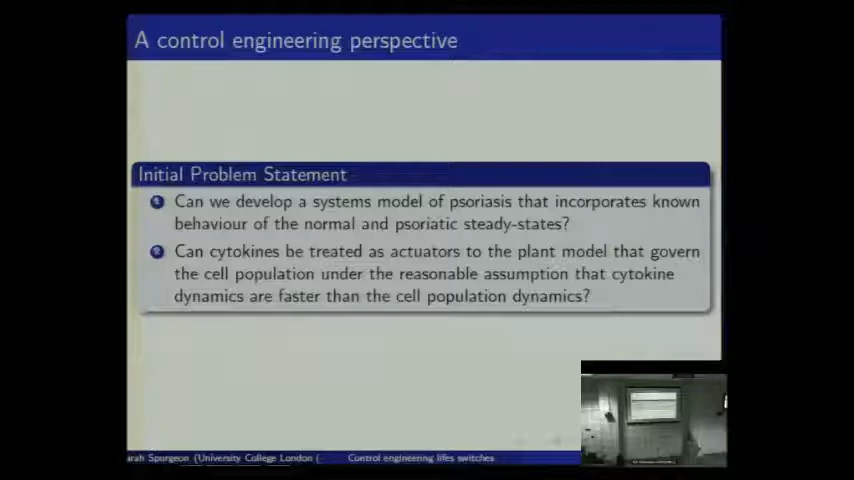 A control engineering perspective
Initial Problem Statement
1 Can we develop a systems model of psoriasis that incorporates known
behaviour of the normal and psoriatic steady-states?
2 Can cytokines be treated as actuators to the plant model that govern
the cell population under the reasonable assumption that cytokine
dynamics are faster than the cell population dynamics?
arah Spurgeon (University College London (
Control engineering lifes switches